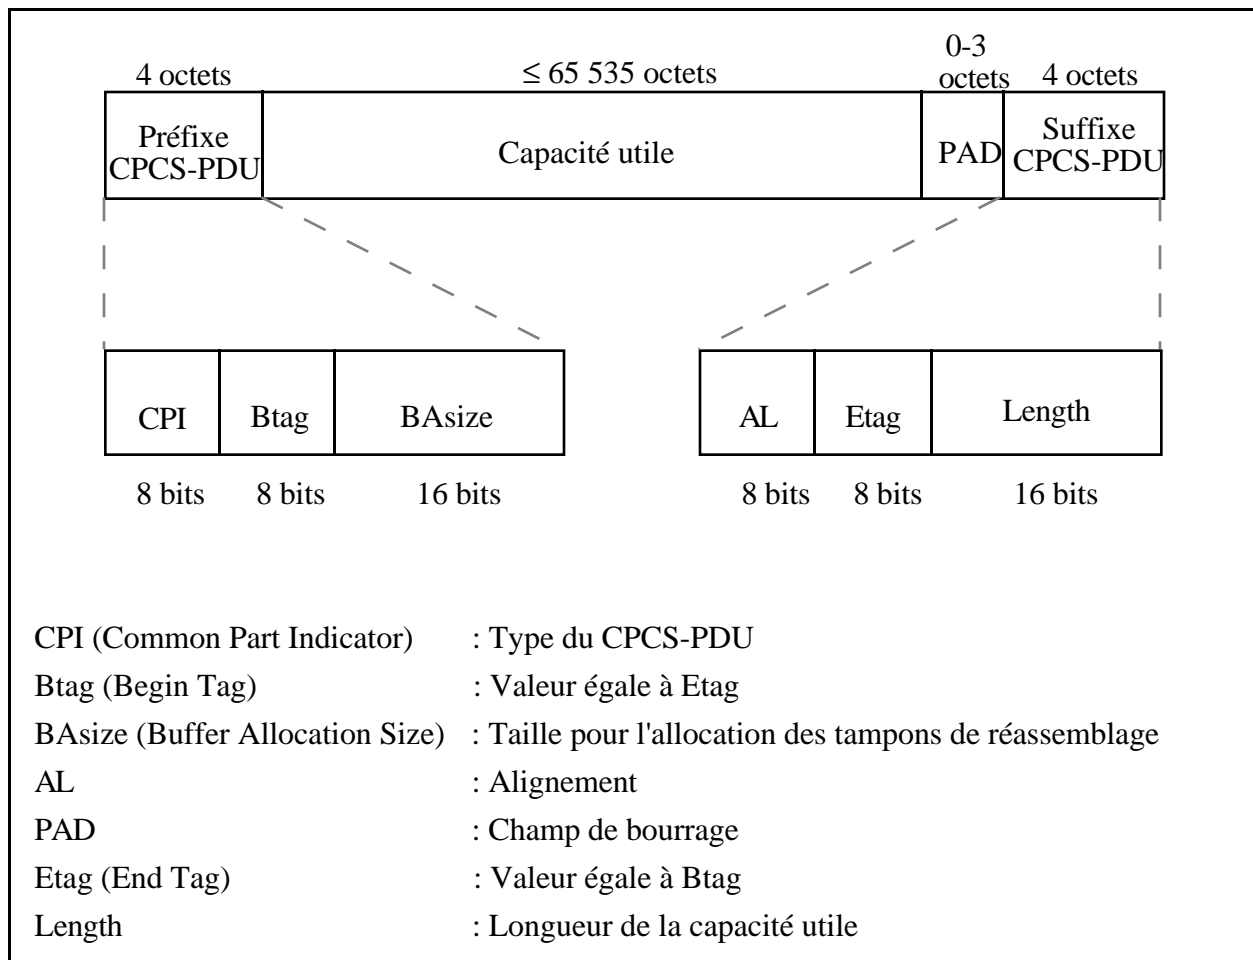 0-3
4 octets ≤ 65 535 octets octets 4 octets
Préfixe
CPCS-PDU
Capacité utile
PAD
Suffixe
CPCS-PDU
CPI Btag BAsize AL Etag Length
8 bits 8 bits 16 bits 8 bits 8 bits 16 bits
CPI (Common Part Indicator) : Type du CPCS-PDU
Btag (Begin Tag) : Valeur égale à Etag
BAsize (Buffer Allocation Size) : Taille pour l'allocation des tampons de réassemblage
AL : Alignement
PAD : Champ de bourrage
Etag (End Tag) : Valeur égale à Btag
Length : Longueur de la capacité utile